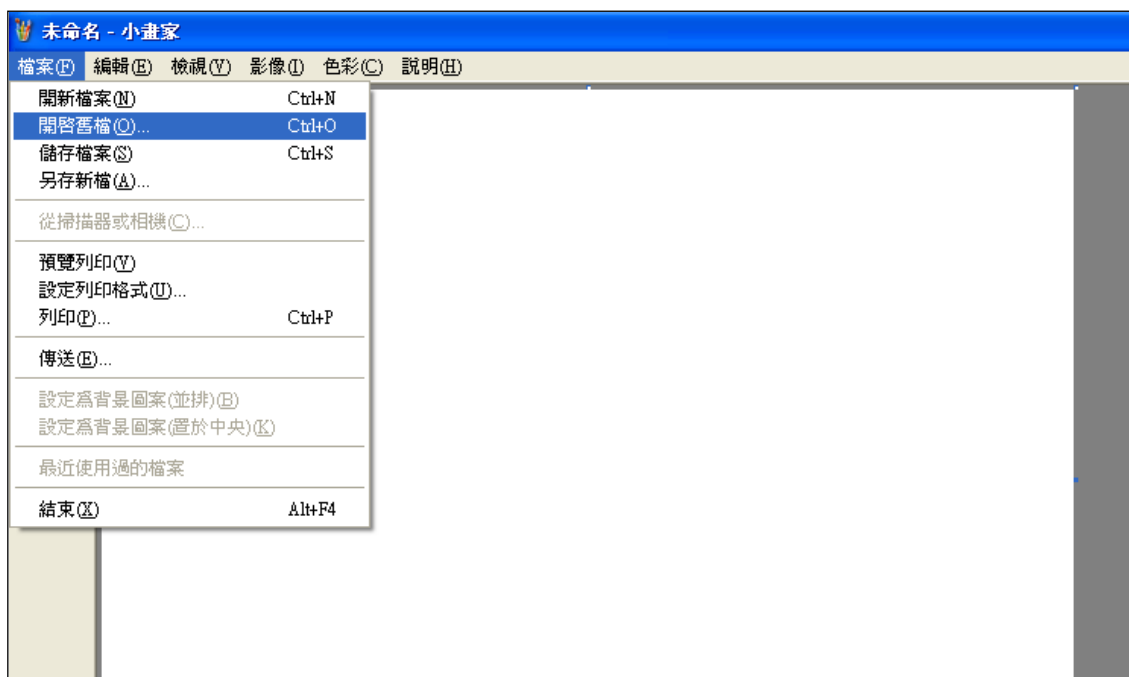 未命名 - 小畫家
檔案(F) 編輯(E) 檢視(V) 影像(I) 色彩(C) 說明(H)
開新檔案(N) Ctrl+N
開啓舊檔(O)... Ctrl+O
儲存檔案(S) Ctrl+S
另存新檔(A)...
從掃描器或相機(C)...
預覽列印(V)
設定列印格式(U)...
列印(P)... Ctrl+P
傳送(E)...
設定爲背景圖案(並排)(B)
設定爲背景圖案(置於中央)(K)
最近使用過的檔案
結束(X) Alt+F4